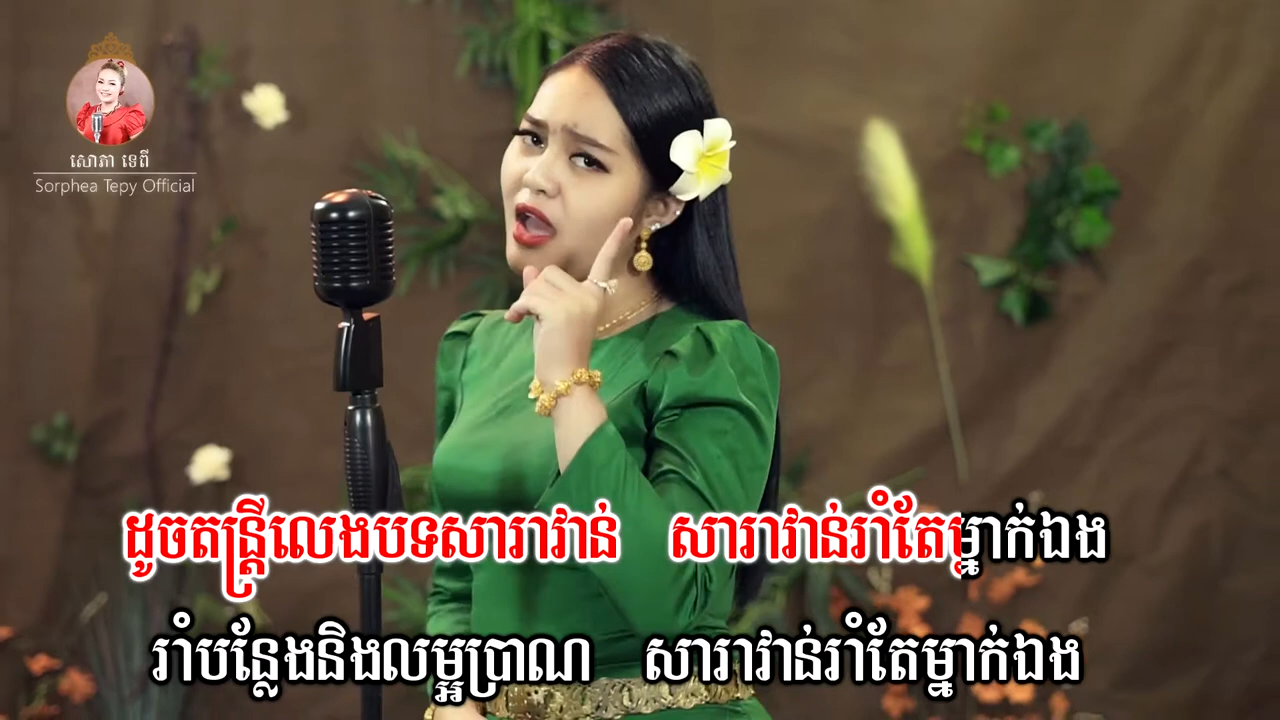 សោភា ទេពី
Sorphea Tepy Official
ដូចតន្ត្រីលេងបទសារាវាន់ សារាវាន់រាំតែម្នាក់ឯង
រាំបន្លែងនិងលម្អប្រាណ សារាវាន់រាំតែម្នាក់ឯង